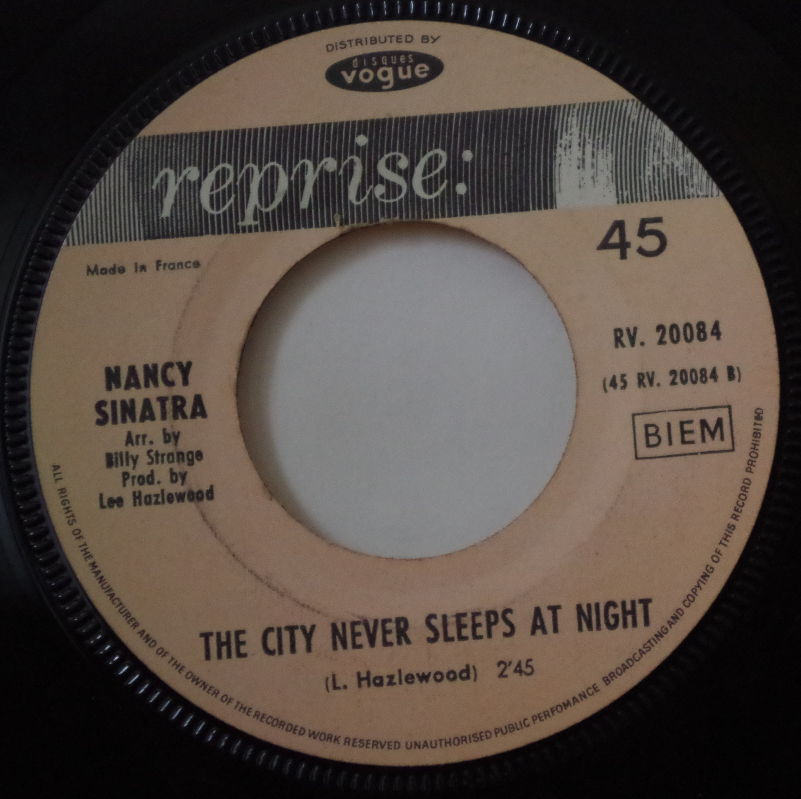 DISTRIBUTED BY
disques
vogue
reprise:
45
Made in France
RV. 20084
(45 RV. 20084 B)
BIEM
NANCY
SINATRA
Arr. by
Billy Strange
Prod. by
Lee Hazlewood
THE CITY NEVER SLEEPS AT NIGHT
(L. Hazlewood) 2'45
ALL RIGHTS OF THE MANUFACTURER AND OF THE OWNER OF THE RECORDED WORK RESERVED UNAUTHORISED PUBLIC PERFOMANCE BROADCASTING AND COPYING OF THIS RECORD PROHIBITED